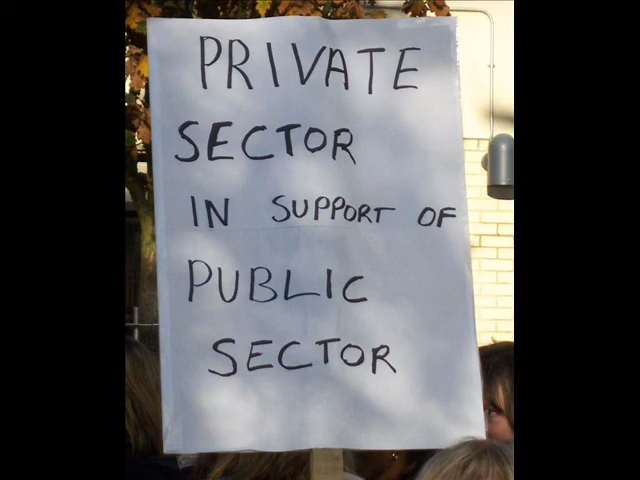 PRIVATE
SECTOR
IN SUPPORT OF
PUBLIC
SECTOR